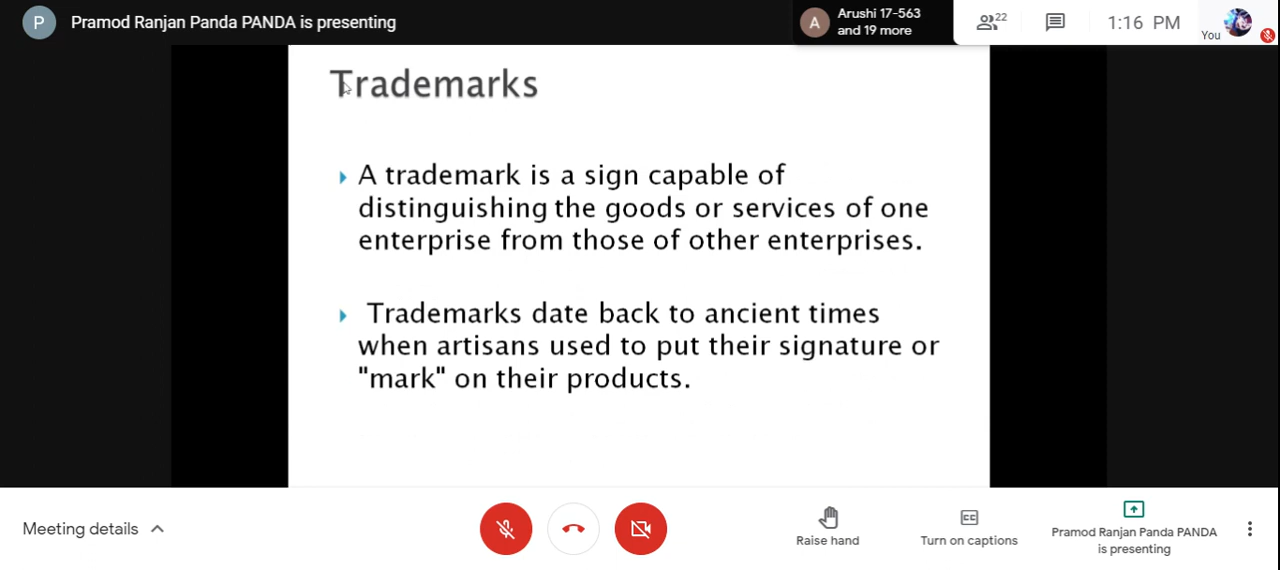 P Pramod Ranjan Panda PANDA is presenting
A Arushi 17-563
and 19 more
22
1:16 PM
You
Trademarks
A trademark is a sign capable of
distinguishing the goods or services of one
enterprise from those of other enterprises.
Trademarks date back to ancient times
when artisans used to put their signature or
"mark" on their products.
Meeting details
Raise hand
CC
Turn on captions
Pramod Ranjan Panda PANDA
is presenting